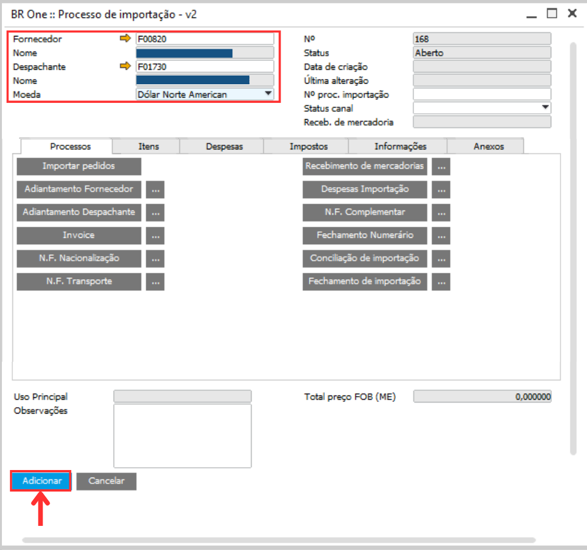 BR One :: Processo de importação - v2
Fornecedor F00820
Nome
Despachante F01730
Nome
Moeda Dólar Norte American
Nº 168
Status Aberto
Data de criação
Última alteração
Nº proc. importação
Status canal
Receb. de mercadoria
Processos Itens Despesas Impostos Informações Anexos
Importar pedidos
Adiantamento Fornecedor ...
Adiantamento Despachante ...
Invoice ...
N.F. Nacionalização ...
N.F. Transporte ...
Recebimento de mercadorias ...
Despesas Importação ...
N.F. Complementar ...
Fechamento Numerário ...
Conciliação de importação ...
Fechamento de importação ...
Uso Principal
Observações
Total preço FOB (ME) 0,000000
Adicionar Cancelar